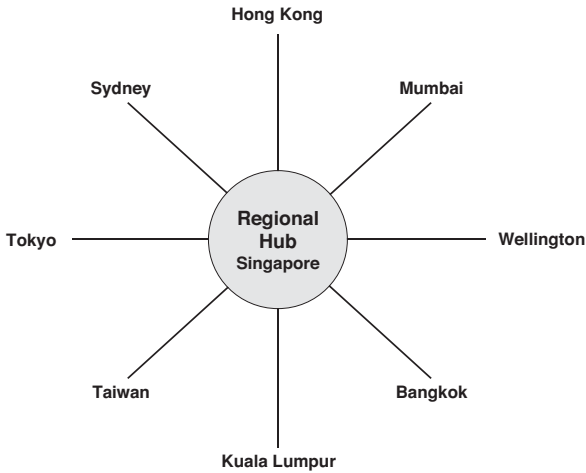 Hong Kong
Sydney
Mumbai
Regional
Hub
Singapore
Tokyo
Wellington
Taiwan
Bangkok
Kuala Lumpur